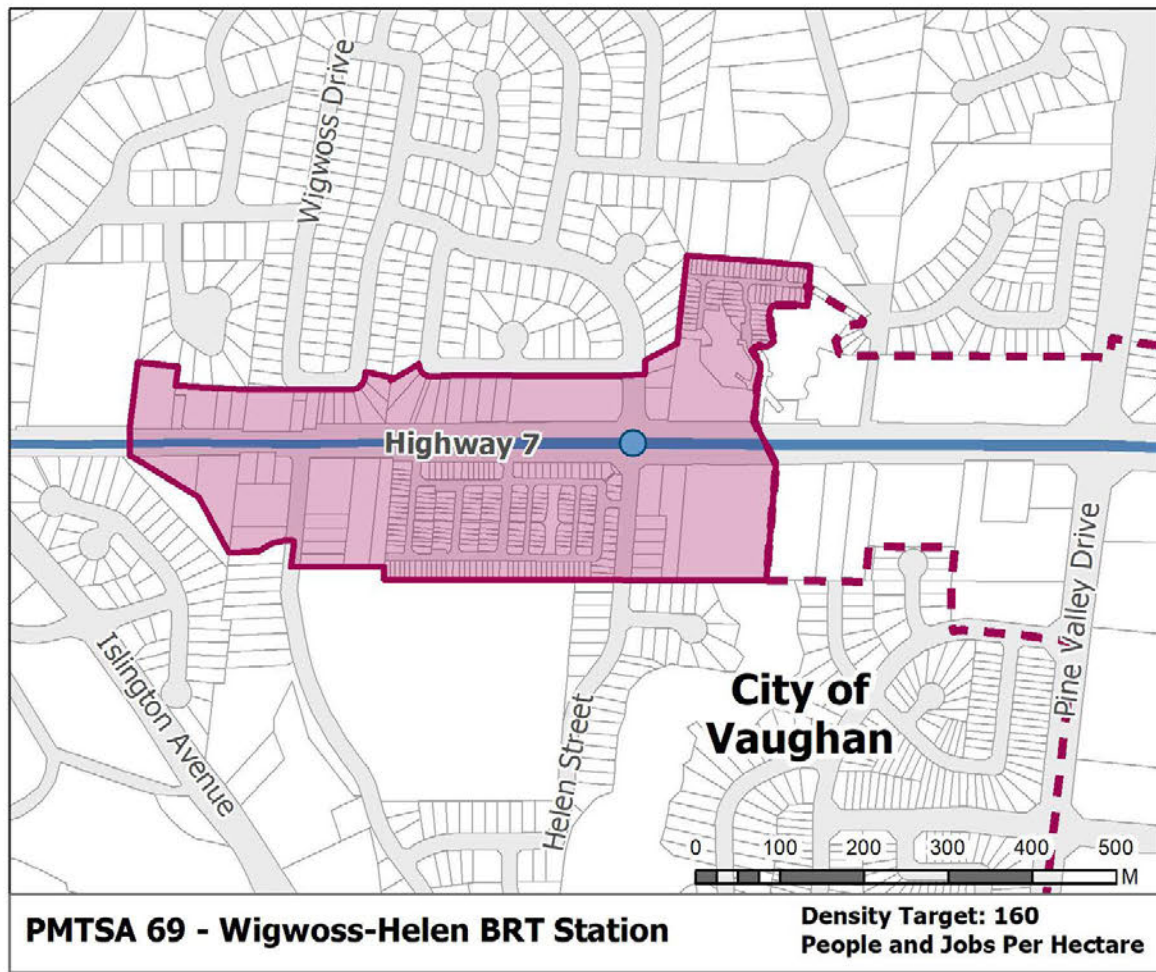 Wigwoss Drive
Highway 7
Pine Valley Drive
Islington Avenue
Helen Street
City of
Vaughan
0 100 200 300 400 500
M
PMTSA 69 - Wigwoss-Helen BRT Station
Density Target: 160
People and Jobs Per Hectare